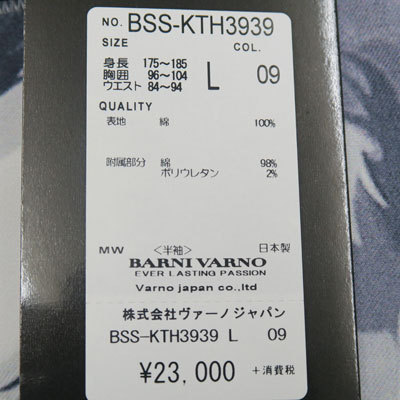 NO. BSS-KTH3939
SIZE COL.
身長 175〜185
胸囲 96〜104 L 09
ウエスト 84〜94
QUALITY
表地 綿 100%
附属部分 綿 98%
ポリウレタン 2%
MW <半袖> 日本製
BARNI VARNO
EVER LASTING PASSION
Varno japan co.,ltd
株式会社ヴァーノジャパン
BSS-KTH3939 L 09
¥23,000 +消費税